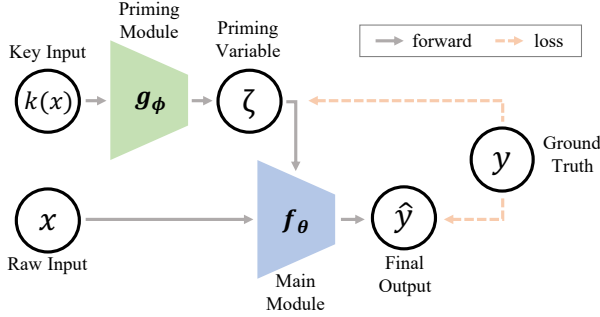 Priming
Module
Priming
Variable
forward
loss
Key Input
k(x)
g_ϕ
ζ
y
Ground
Truth
x
f_θ
ŷ
Raw Input
Main
Module
Final
Output